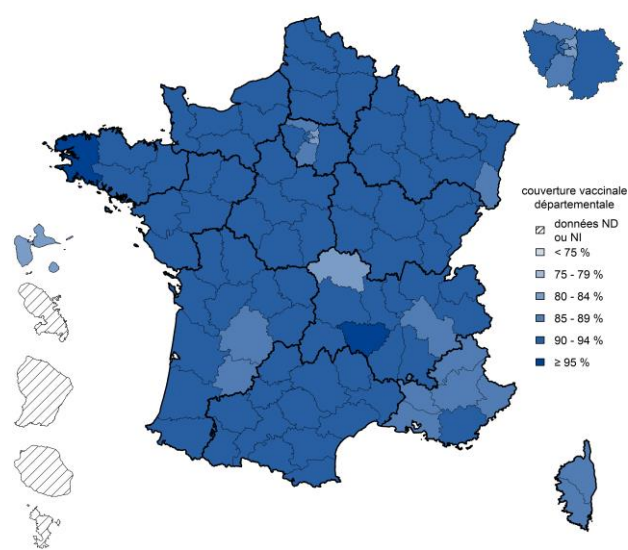 couverture vaccinale
départementale
données ND
ou NI
< 75 %
75 - 79 %
80 - 84 %
85 - 89 %
90 - 94 %
≥ 95 %